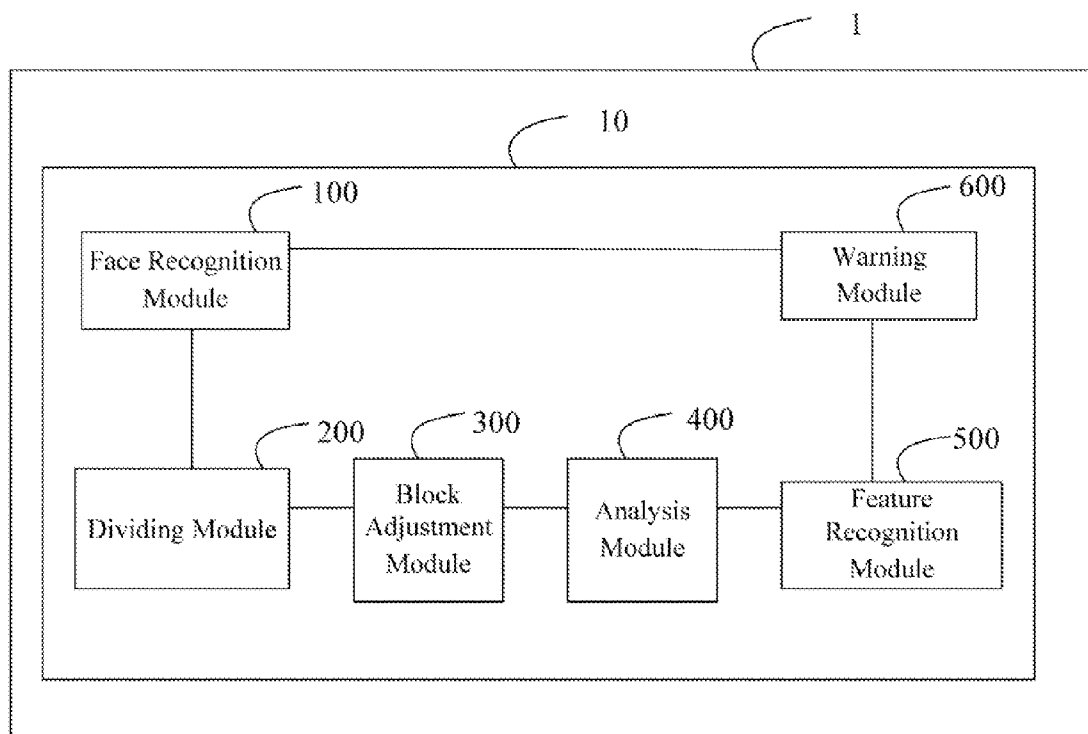 1
10
100
600
Face Recognition
Module
Warning
Module
200
300
400
500
Dividing Module
Block
Adjustment
Module
Analysis
Module
Feature
Recognition
Module